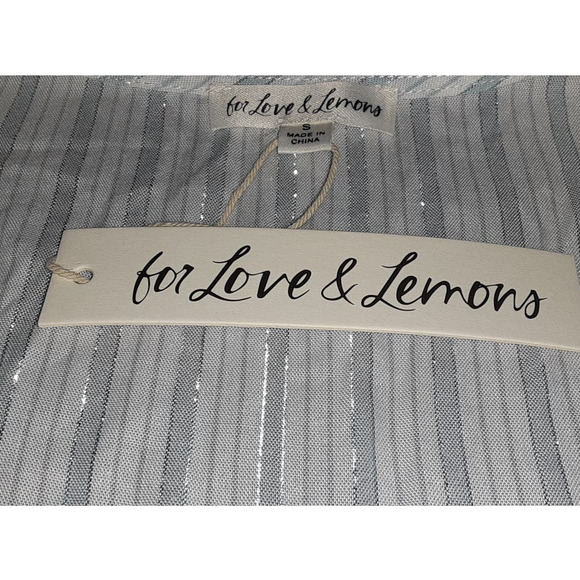 for Love & Lemons
S
MADE IN
CHINA
for Love & Lemons